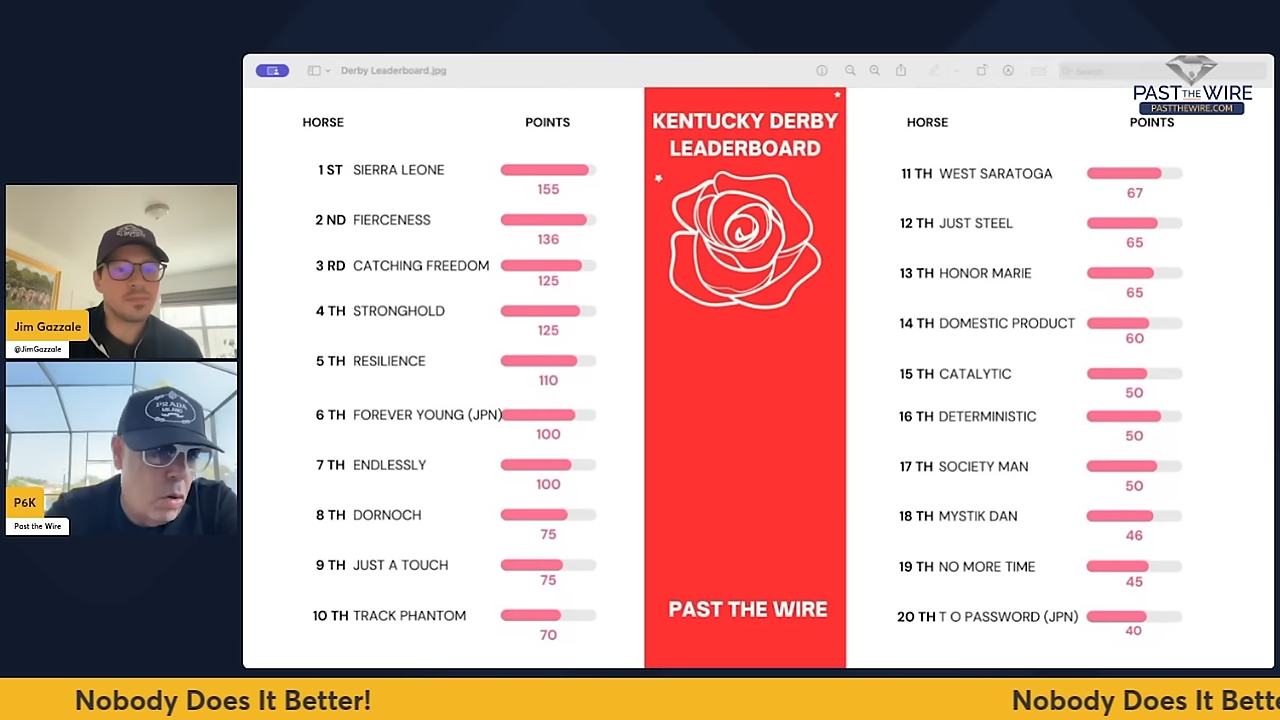 Derby Leaderboard.jpg
Search
PAST THE WIRE
PASTTHEWIRE.COM
HORSE POINTS
1 ST SIERRA LEONE
155
2 ND FIERCENESS
136
3 RD CATCHING FREEDOM
125
4 TH STRONGHOLD
125
5 TH RESILIENCE
110
6 TH FOREVER YOUNG (JPN)
100
7 TH ENDLESSLY
100
8 TH DORNOCH
75
9 TH JUST A TOUCH
75
10 TH TRACK PHANTOM
70
KENTUCKY DERBY
LEADERBOARD
PAST THE WIRE
HORSE POINTS
11 TH WEST SARATOGA
67
12 TH JUST STEEL
65
13 TH HONOR MARIE
65
14 TH DOMESTIC PRODUCT
60
15 TH CATALYTIC
50
16 TH DETERMINISTIC
50
17 TH SOCIETY MAN
50
18 TH MYSTIK DAN
46
19 TH NO MORE TIME
45
20 TH T O PASSWORD (JPN)
40
Jim Gazzale
@JimGazzale
PRADA
MILANO
P6K
Past the Wire
Nobody Does It Better!
Nobody Does It Bette